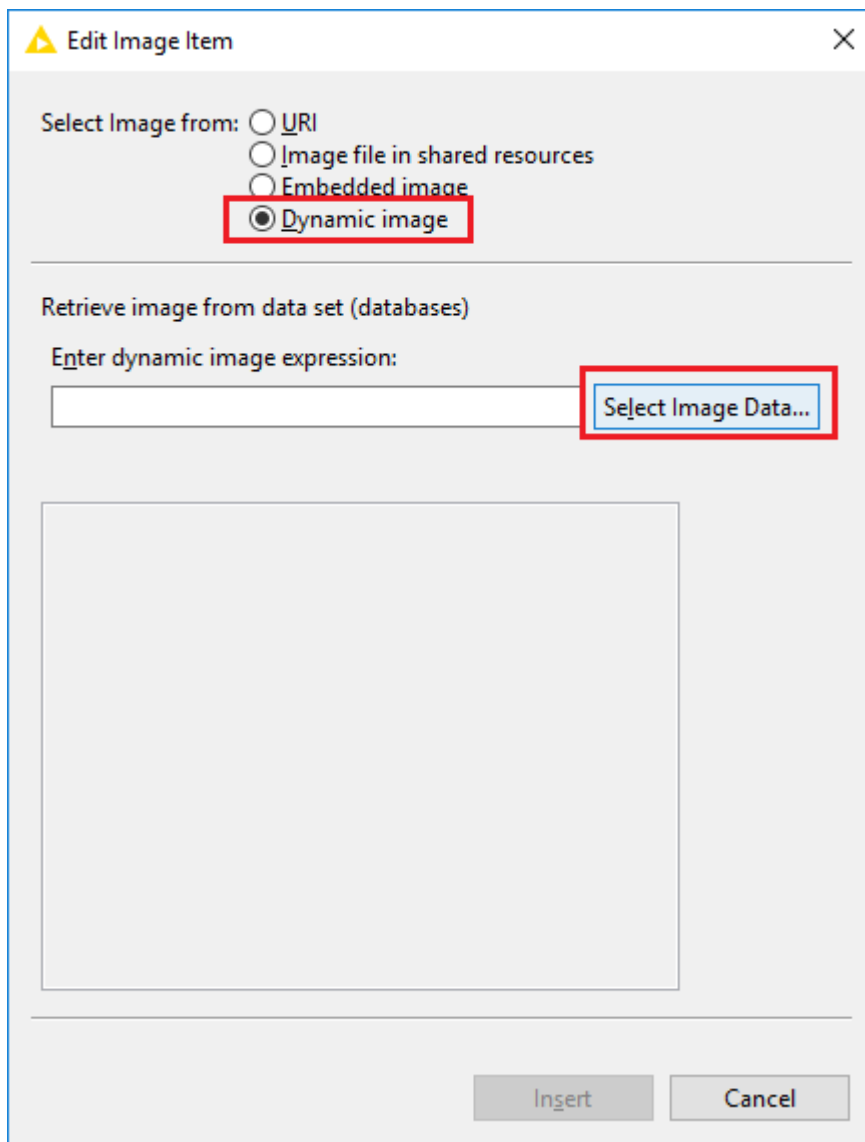 Edit Image Item
Select Image from: URI
Image file in shared resources
Embedded image
Dynamic image
Retrieve image from data set (databases)
Enter dynamic image expression:
Select Image Data...
Insert Cancel